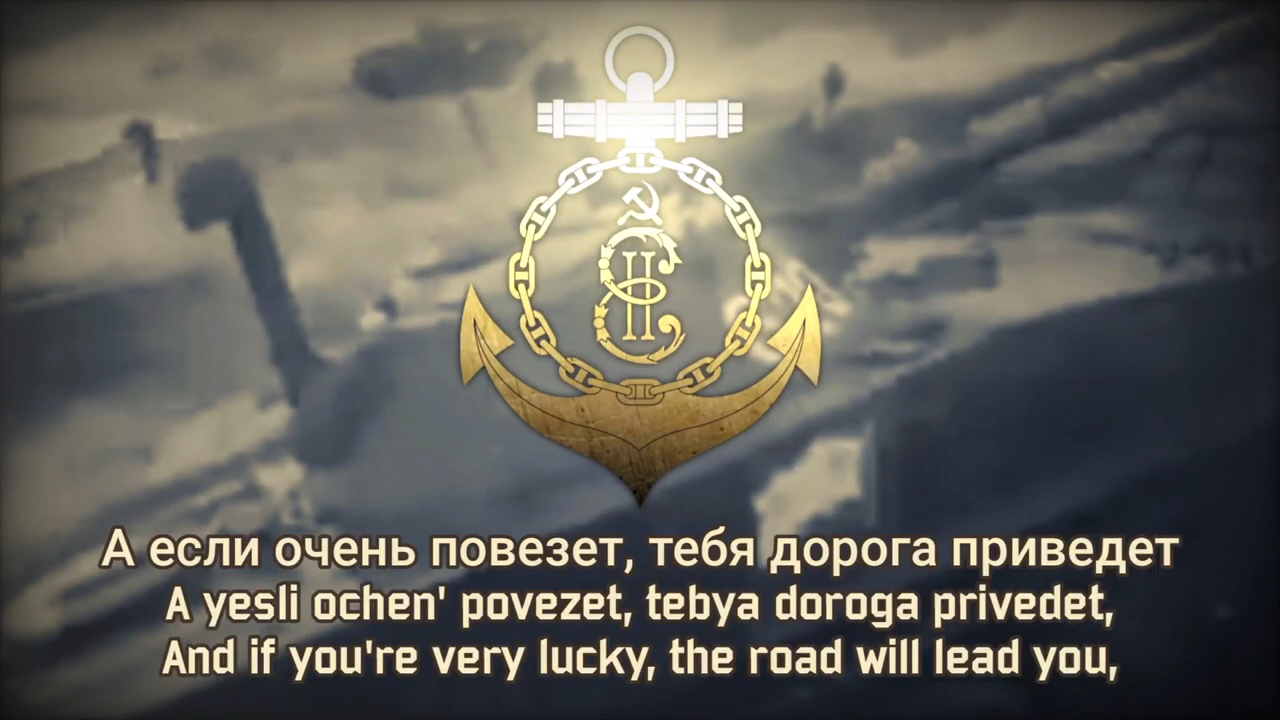 А если очень повезет, тебя дорога приведет
A yesli ochen' povezet, tebya doroga privedet,
And if you're very lucky, the road will lead you,